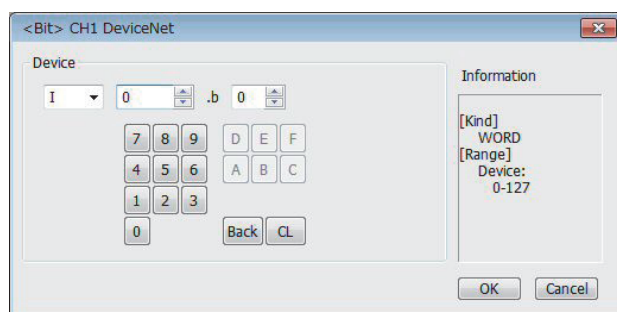 <Bit> CH1 DeviceNet
Device
I 0 .b 0
7 8 9 D E F
4 5 6 A B C
1 2 3
0 Back CL
Information
[Kind]
WORD
[Range]
Device:
0-127
OK Cancel